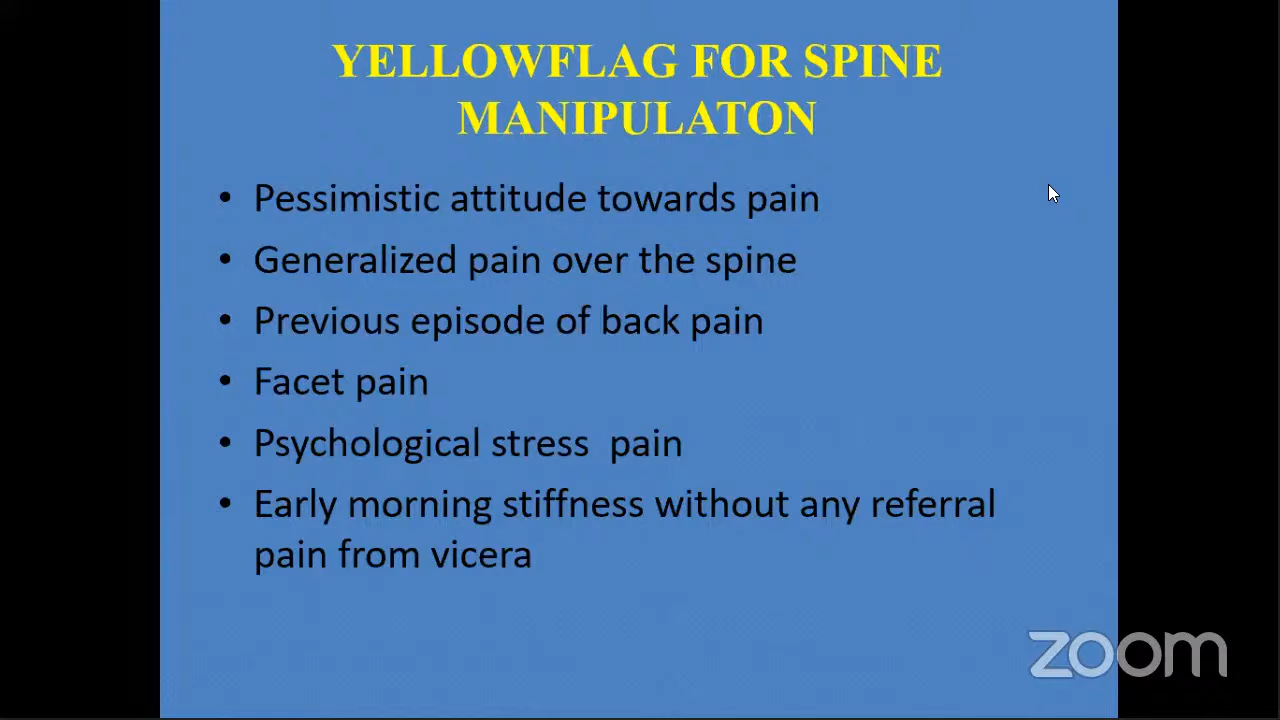 YELLOWFLAG FOR SPINE
MANIPULATON
• Pessimistic attitude towards pain
• Generalized pain over the spine
• Previous episode of back pain
• Facet pain
• Psychological stress  pain
• Early morning stiffness without any referral
pain from vicera
zoom